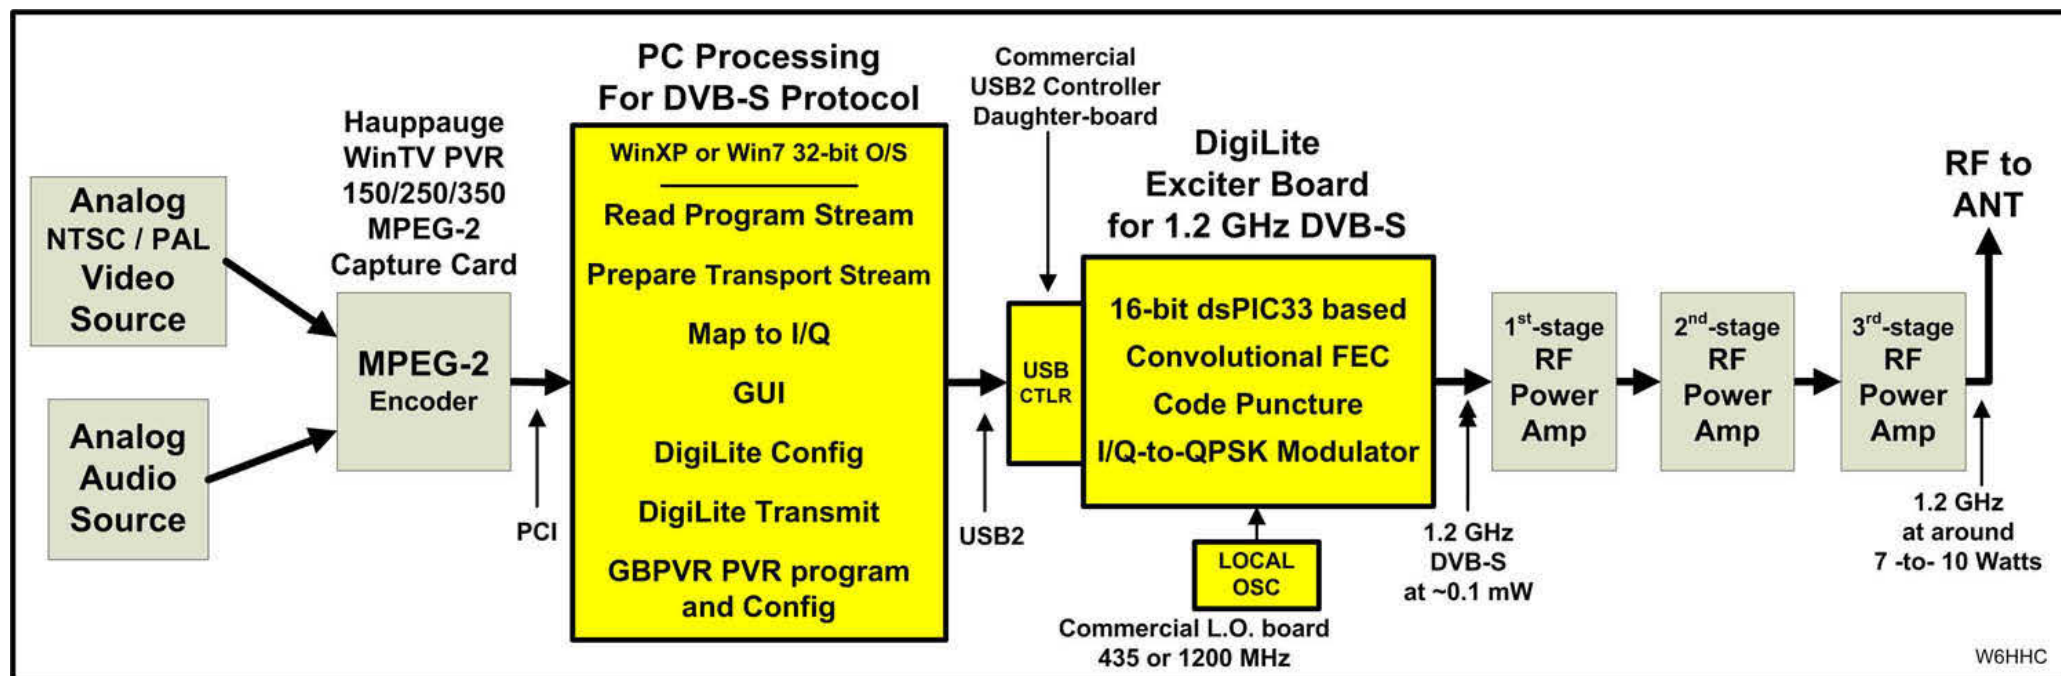 Analog
NTSC / PAL
Video
Source
Analog
Audio
Source
Hauppauge
WinTV PVR
150/250/350
MPEG-2
Capture Card
MPEG-2
Encoder
PCI
PC Processing
For DVB-S Protocol
WinXP or Win7 32-bit O/S
Read Program Stream
Prepare Transport Stream
Map to I/Q
GUI
DigiLite Config
DigiLite Transmit
GBPVR PVR program
and Config
USB2
Commercial
USB2 Controller
Daughter-board
USB
CTLR
DigiLite
Exciter Board
for 1.2 GHz DVB-S
16-bit dsPIC33 based
Convolutional FEC
Code Puncture
I/Q-to-QPSK Modulator
LOCAL
OSC
Commercial L.O. board
435 or 1200 MHz
1.2 GHz
DVB-S
at ~0.1 mW
1st-stage
RF
Power
Amp
2nd-stage
RF
Power
Amp
3rd-stage
RF
Power
Amp
RF to
ANT
1.2 GHz
at around
7 -to- 10 Watts
W6HHC